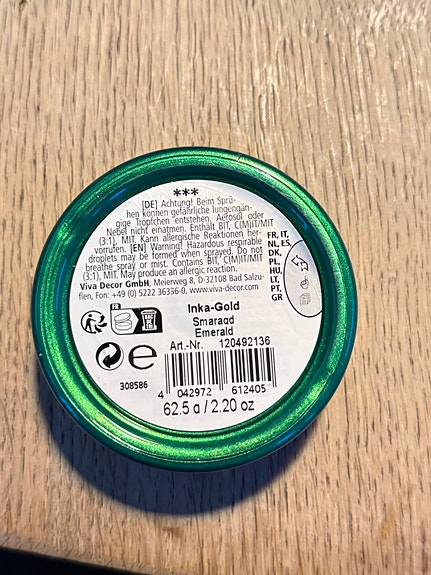 ***
[DE] Achtung! Beim Sprü-
hen können gefährliche lungengän-
gige Tröpfchen entstehen. Aerosol oder
Nebel nicht einatmen. Enthält BIT, C(M)IT/MIT
(3:1), MIT. Kann allergische Reaktionen her-
vorrufen. [EN] Warning! Hazardous respirable
droplets may be formed when sprayed. Do not
breathe spray or mist. Contains BIT, C(M)IT/MIT
(3:1), MIT. May produce an allergic reaction.
Viva Decor GmbH, Meierweg 8, D-32108 Bad Salzu-
flen, Fon: +49 (0) 5222 36336-0, www.viva-decor.com
FR, IT,
NL, ES,
DK,
PL,
HU,
LT,
PT,
GR
FR
Inka-Gold
Smaragd
Emerald
Art.-Nr. 120492136
308586
4 042972 612405
62.5 g / 2.20 oz